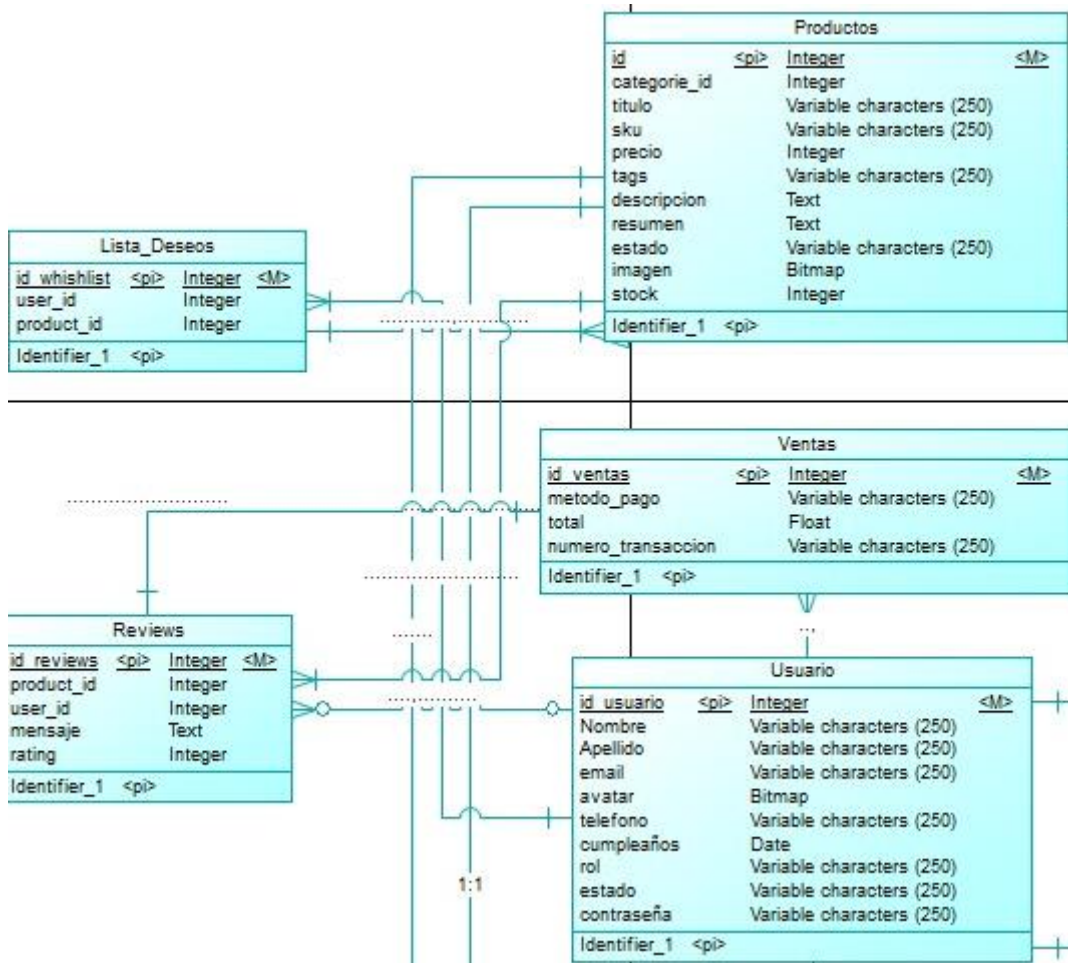 Productos
id <pi> Integer <M>
categorie_id Integer
titulo Variable characters (250)
sku Variable characters (250)
precio Integer
tags Variable characters (250)
descripcion Text
resumen Text
estado Variable characters (250)
imagen Bitmap
stock Integer
Identifier_1 <pi>
Lista_Deseos
id_whishlist <pi> Integer <M>
user_id Integer
product_id Integer
Identifier_1 <pi>
Ventas
id_ventas <pi> Integer <M>
metodo_pago Variable characters (250)
total Float
numero_transaccion Variable characters (250)
Identifier_1 <pi>
Reviews
id_reviews <pi> Integer <M>
product_id Integer
user_id Integer
mensaje Text
rating Integer
Identifier_1 <pi>
Usuario
id_usuario <pi> Integer <M>
Nombre Variable characters (250)
Apellido Variable characters (250)
email Variable characters (250)
avatar Bitmap
telefono Variable characters (250)
cumpleaños Date
rol Variable characters (250)
estado Variable characters (250)
contraseña Variable characters (250)
Identifier_1 <pi>
1:1